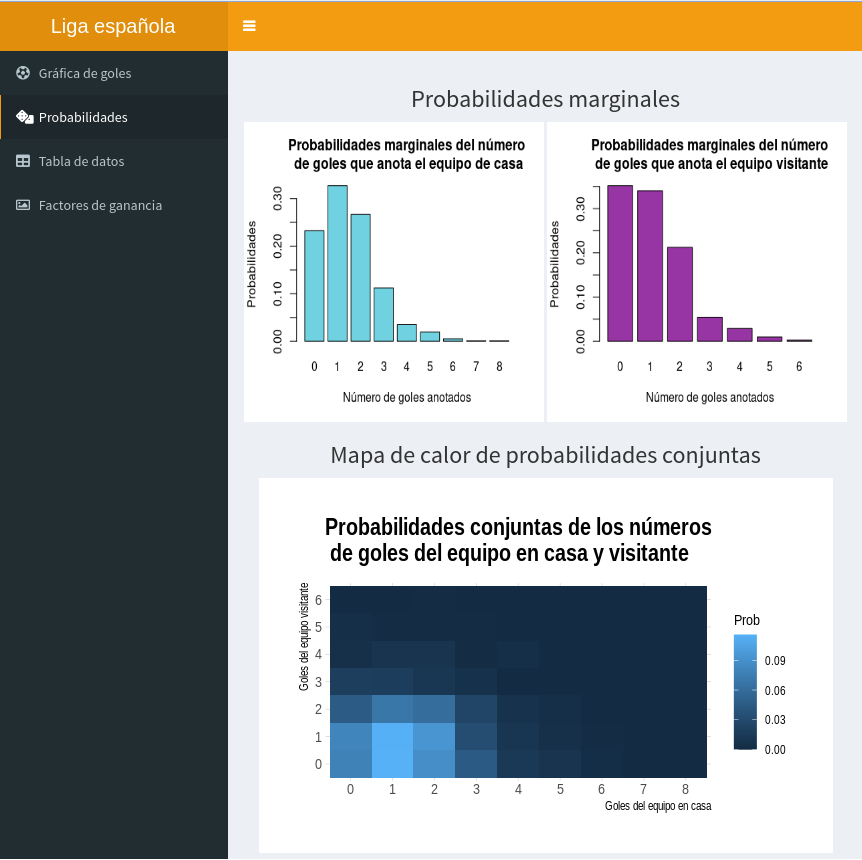 Liga española
Gráfica de goles
Probabilidades
Tabla de datos
Factores de ganancia
Probabilidades marginales
Probabilidades marginales del número
de goles que anota el equipo de casa
Probabilidades
0.00 0.10 0.20 0.30
0 1 2 3 4 5 6 7 8
Número de goles anotados
Probabilidades marginales del número
de goles que anota el equipo visitante
Probabilidades
0.00 0.10 0.20 0.30
0 1 2 3 4 5 6
Número de goles anotados
Mapa de calor de probabilidades conjuntas
Probabilidades conjuntas de los números
de goles del equipo en casa y visitante
Goles del equipo visitante
6
5
4
3
2
1
0
0 1 2 3 4 5 6 7 8
Goles del equipo en casa
Prob
0.09
0.06
0.03
0.00